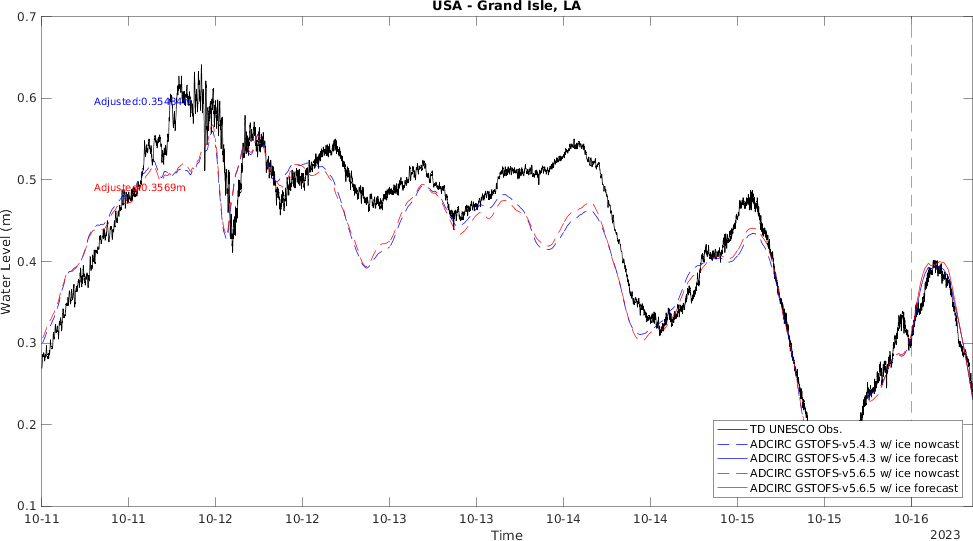 USA - Grand Isle, LA
0.7
0.6
0.5
0.4
0.3
0.2
0.1
Water Level (m)
Adjusted:0.3569m
TD UNESCO Obs.
ADCIRC GSTOFS-v5.4.3 w/ ice nowcast
ADCIRC GSTOFS-v5.4.3 w/ ice forecast
ADCIRC GSTOFS-v5.6.5 w/ ice nowcast
ADCIRC GSTOFS-v5.6.5 w/ ice forecast
10-11 10-11 10-12 10-12 10-13 10-13 10-14 10-14 10-15 10-15 10-16
Time
2023